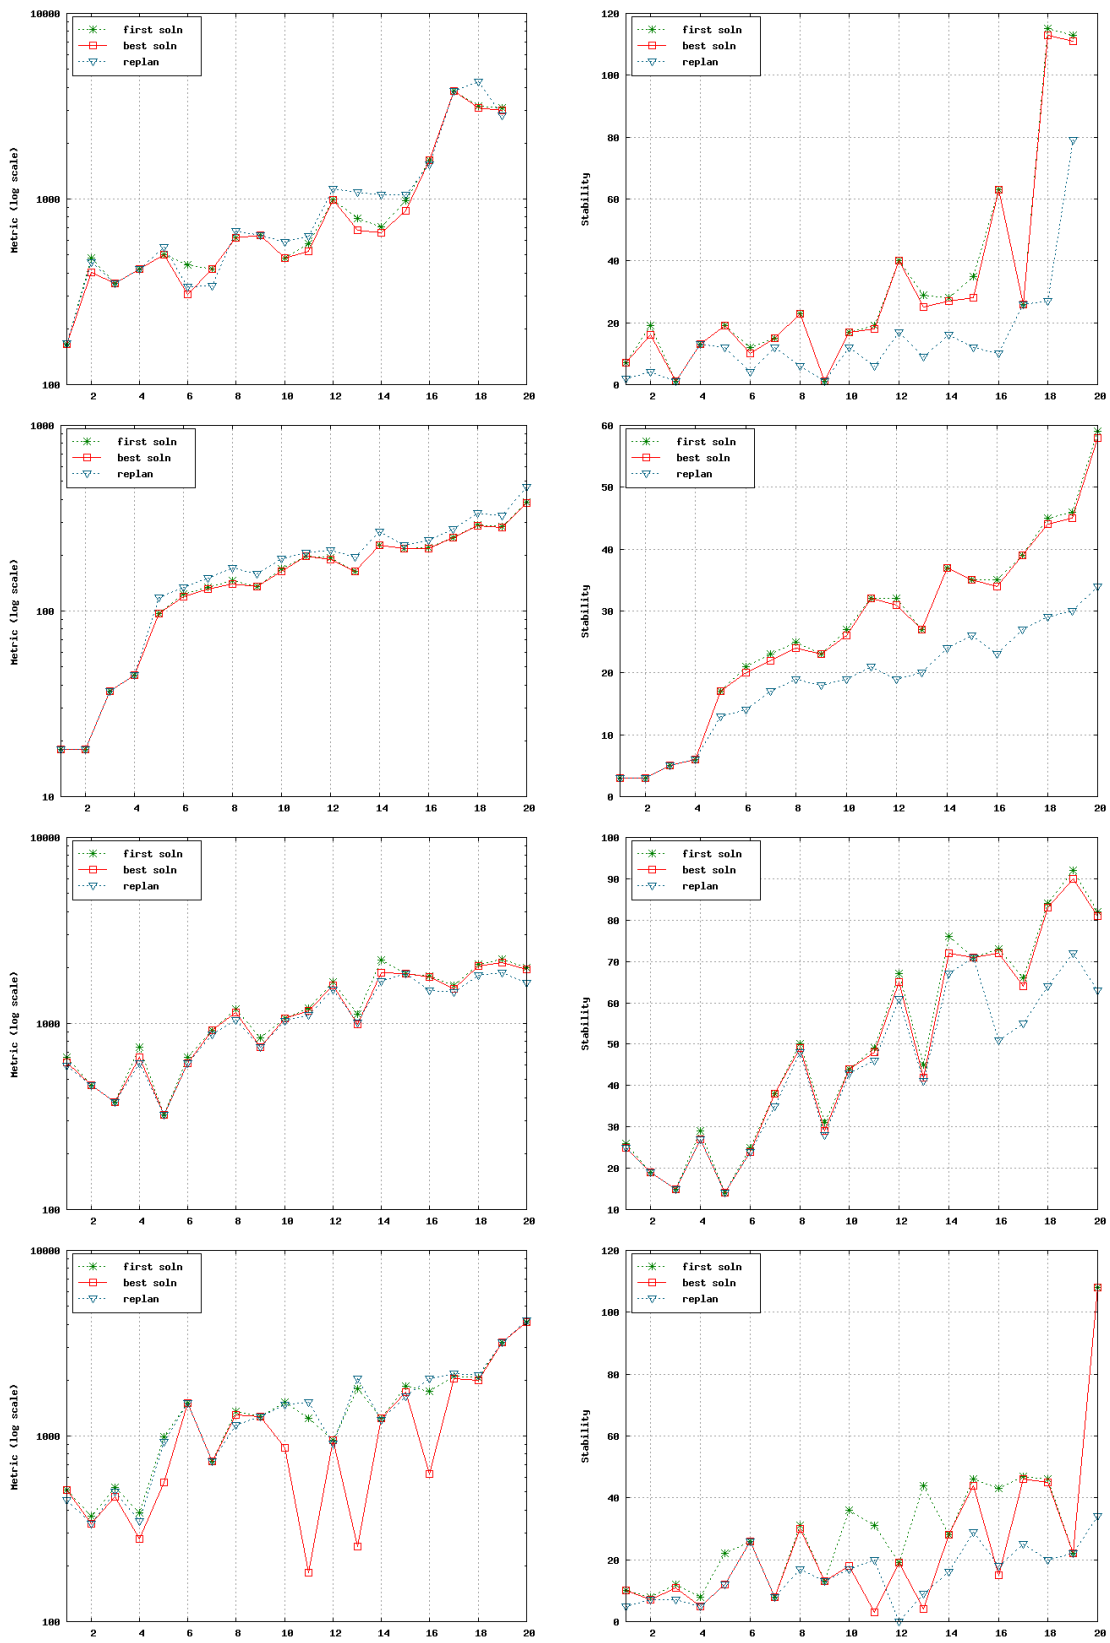 10000
1000
100
Metric (log scale)
first soln
best soln
replan
2 4 6 8 10 12 14 16 18 20
120
100
80
60
40
20
0
Stability
first soln
best soln
replan
0 2 4 6 8 10 12 14 16 18 20
1000
100
10
Metric (log scale)
first soln
best soln
replan
2 4 6 8 10 12 14 16 18 20
60
50
40
30
20
10
0
Stability
first soln
best soln
replan
2 4 6 8 10 12 14 16 18 20
10000
1000
100
Metric (log scale)
first soln
best soln
replan
2 4 6 8 10 12 14 16 18 20
100
90
80
70
60
50
40
30
20
10
Stability
first soln
best soln
replan
2 4 6 8 10 12 14 16 18 20
10000
1000
100
Metric (log scale)
first soln
best soln
replan
2 4 6 8 10 12 14 16 18 20
120
100
80
60
40
20
0
Stability
first soln
best soln
replan
2 4 6 8 10 12 14 16 18 20